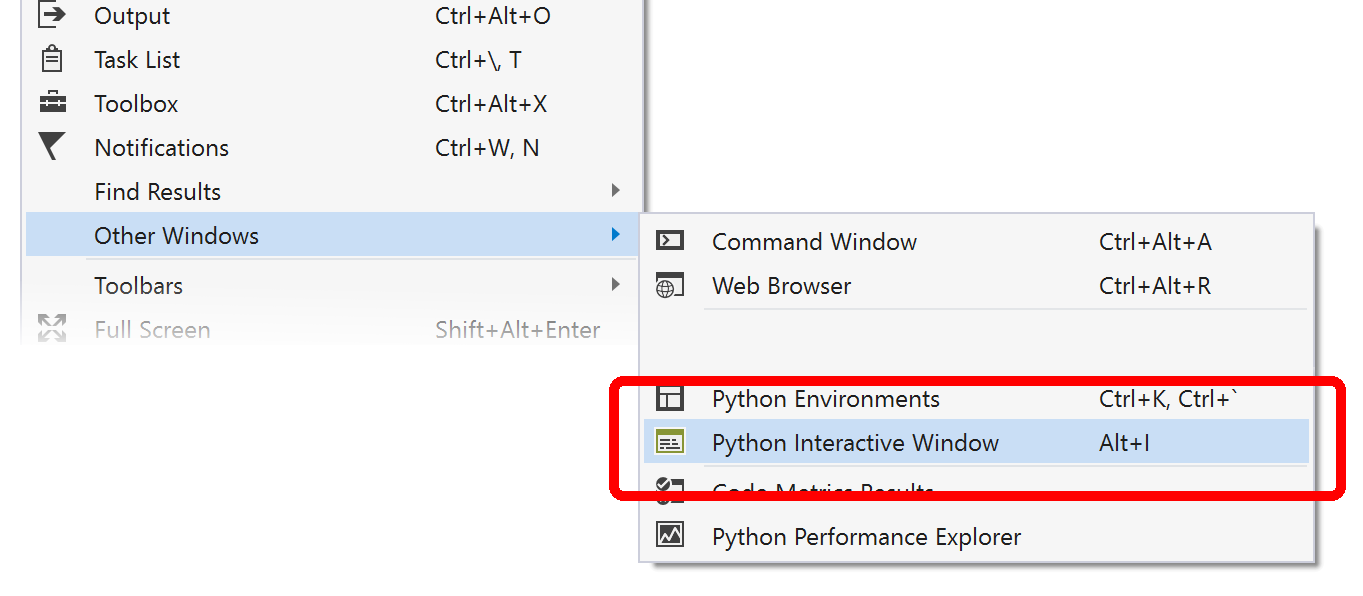 Output Ctrl+Alt+O
Task List Ctrl+\, T
Toolbox Ctrl+Alt+X
Notifications Ctrl+W, N
Find Results
Other Windows
Toolbars
Full Screen Shift+Alt+Enter
Command Window Ctrl+Alt+A
Web Browser Ctrl+Alt+R
Python Environments Ctrl+K, Ctrl+`
Python Interactive Window Alt+I
Code Metrics Results
Python Performance Explorer